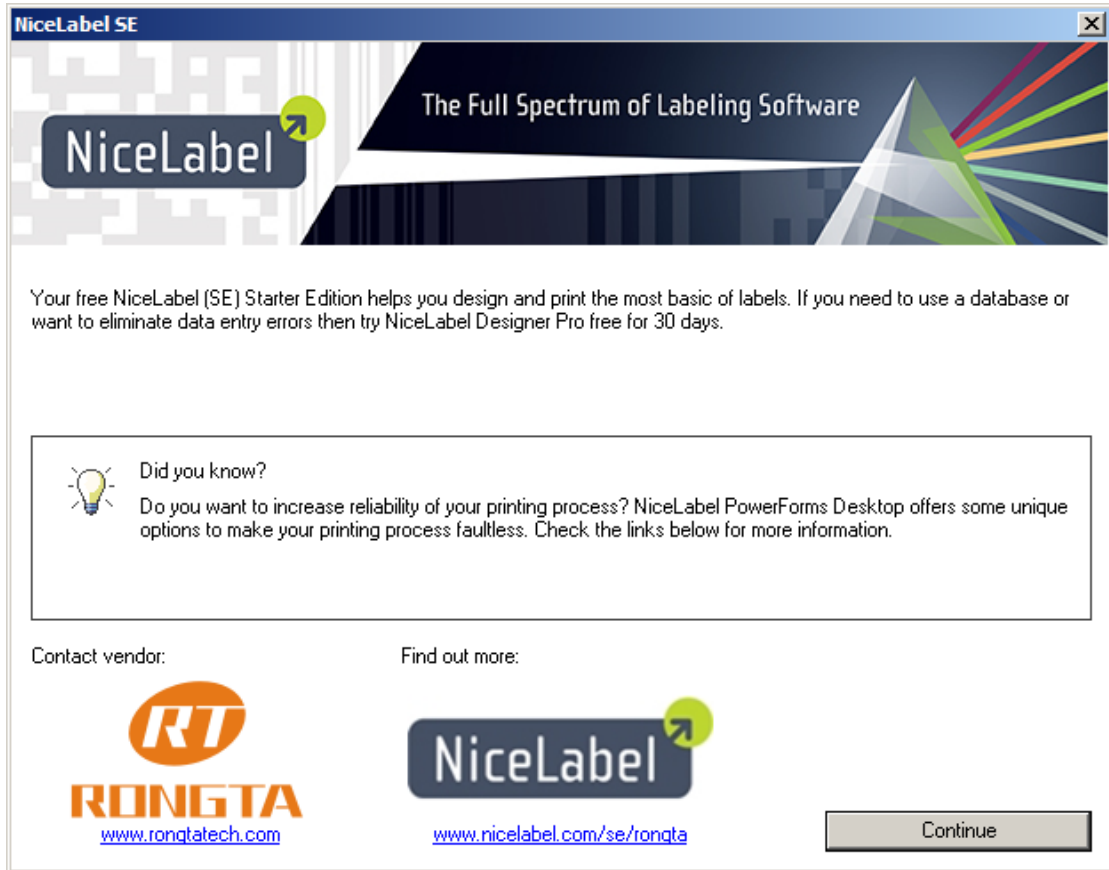 NiceLabel SE
NiceLabel
The Full Spectrum of Labeling Software
Your free NiceLabel (SE) Starter Edition helps you design and print the most basic of labels. If you need to use a database or
want to eliminate data entry errors then try NiceLabel Designer Pro free for 30 days.
Did you know?
Do you want to increase reliability of your printing process? NiceLabel PowerForms Desktop offers some unique
options to make your printing process faultless. Check the links below for more information.
Contact vendor:
Find out more:
RT
RONGTA
www.rongtatech.com
NiceLabel
www.nicelabel.com/se/rongta
Continue